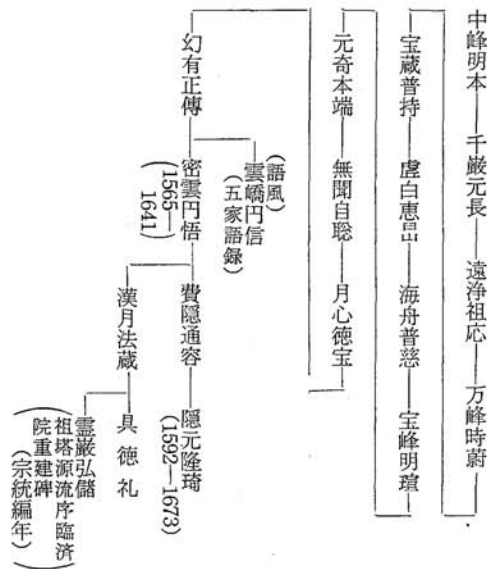 中峰明本―千巌元長―遠浄祖応―万峰時蔚
宝蔵普持―虚白恵旵―海舟普慈―宝峰明瑄
元奇本端―無聞自聡―月心徳宝
幻有正傳
(語風)
雲嶠円信
(五家語録)
密雲円悟
(1565―
1641)
費隠通容―隠元隆琦
(1592―1673)
漢月法蔵―具徳礼
霊巌弘儲
(祖塔源流序臨済
院重建碑
(宗統編年))